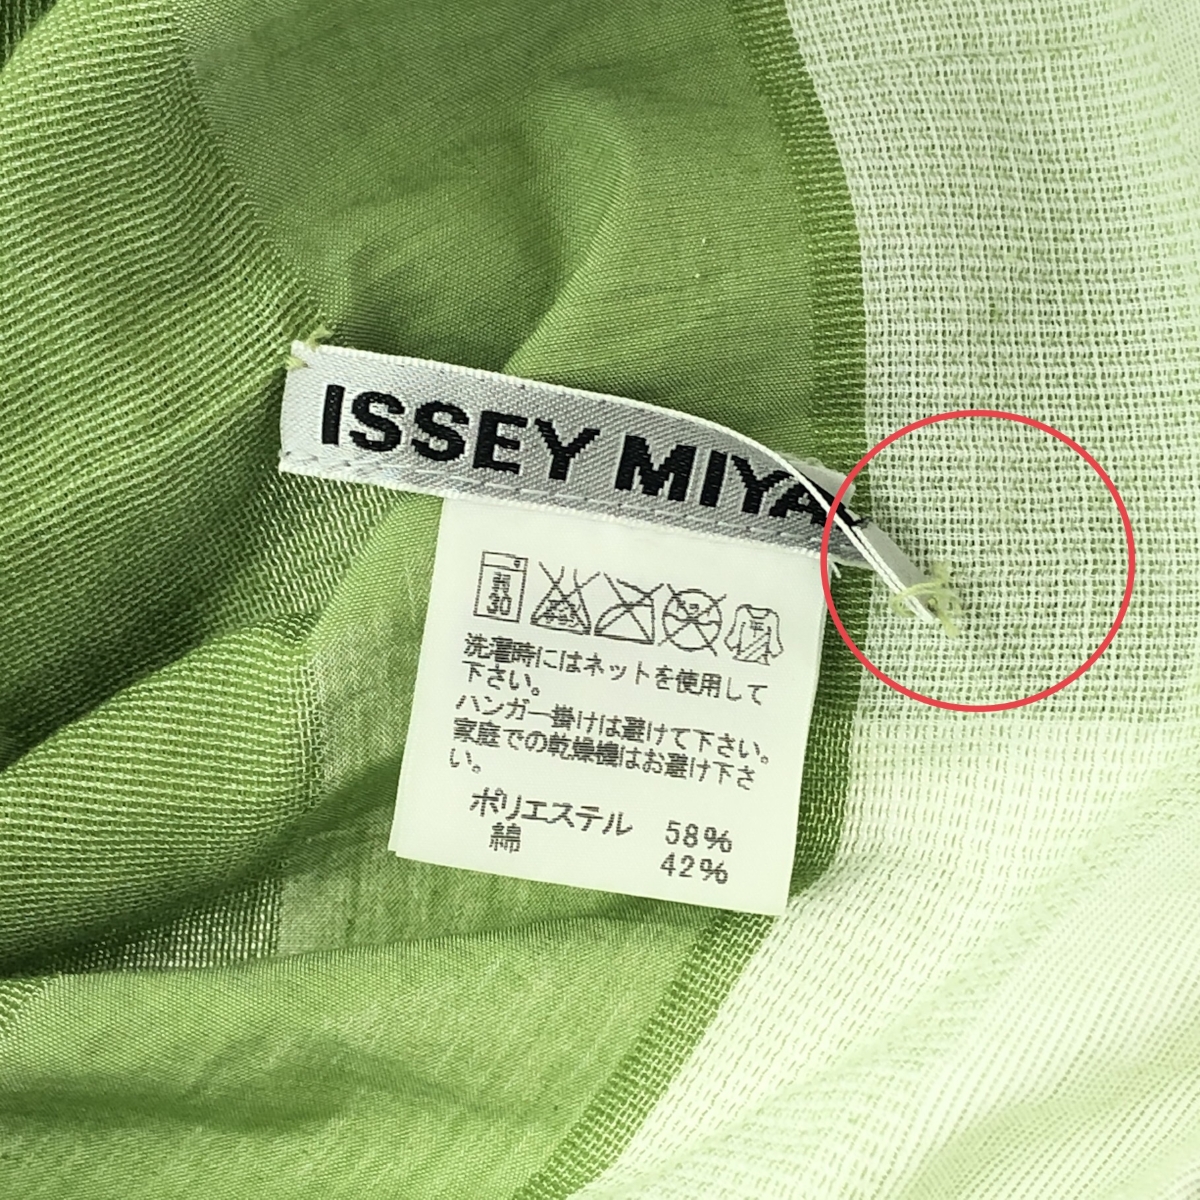 ISSEY MIYA
30
洗濯時にはネットを使用して
下さい。
ハンガー掛けは避けて下さい。
家庭での乾燥機はお避け下さ
い。
ポリエステル 58%
綿 42%